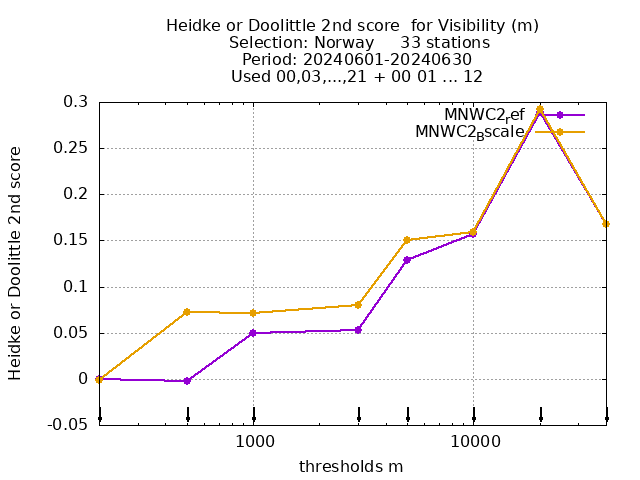 Heidke or Doolittle 2nd score  for Visibility (m)
Selection: Norway     33 stations
Period: 20240601-20240630
Used 00,03,...,21 + 00 01 ... 12
Heidke or Doolittle 2nd score
0.3
0.25
0.2
0.15
0.1
0.05
0
-0.05
MNWC2ref
MNWC2Bscale
1000
10000
thresholds m